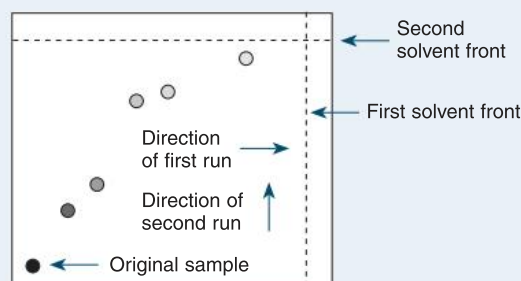 Second
solvent front
First solvent front
Direction
of first run
Direction of
second run
Original sample